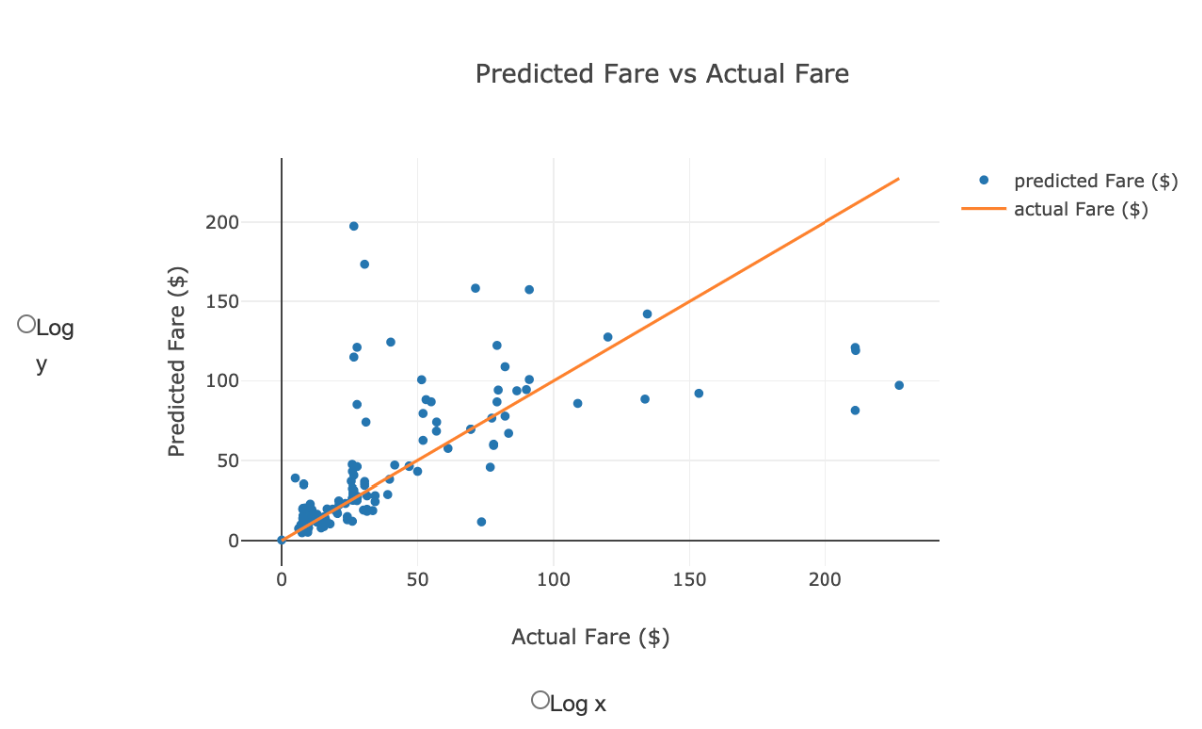 Predicted Fare vs Actual Fare
predicted Fare ($)
actual Fare ($)
Log
y
Predicted Fare ($)
200
150
100
50
0
0
50
100
150
200
Actual Fare ($)
Log x